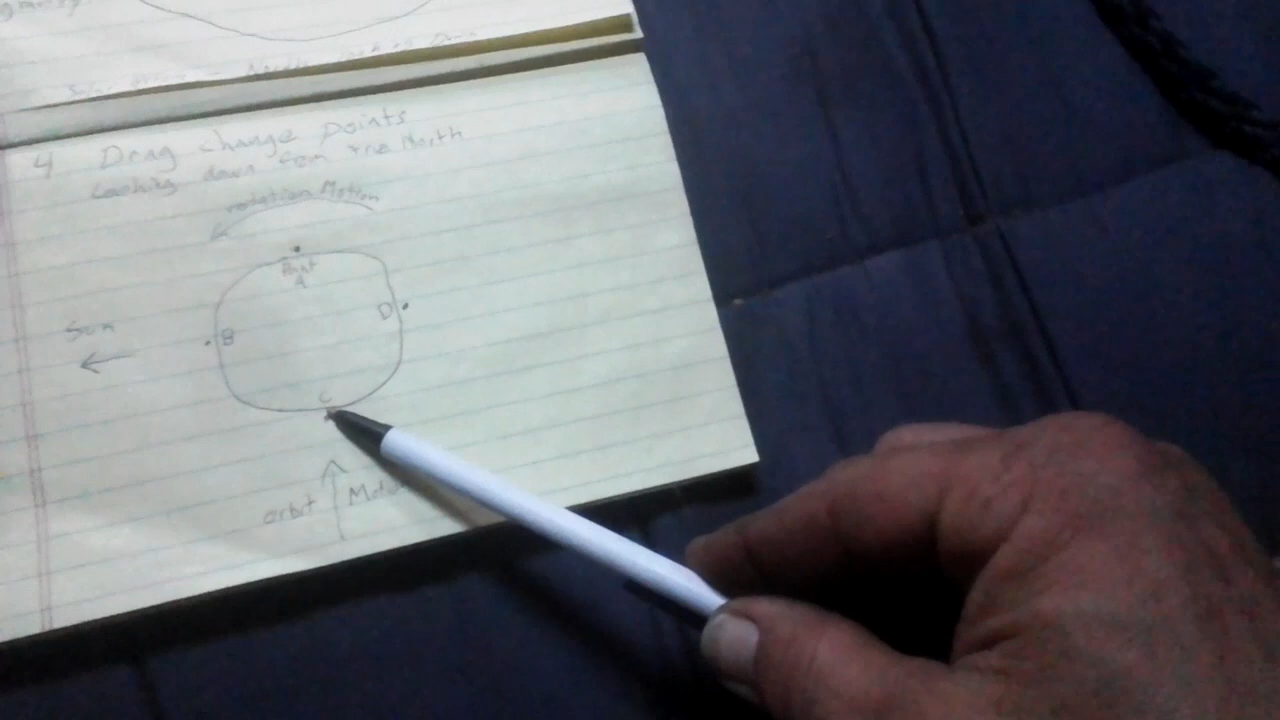 4 Drag change points
Looking down from the North
rotation Motion
Point
A
D
Sun
B
C
orbit